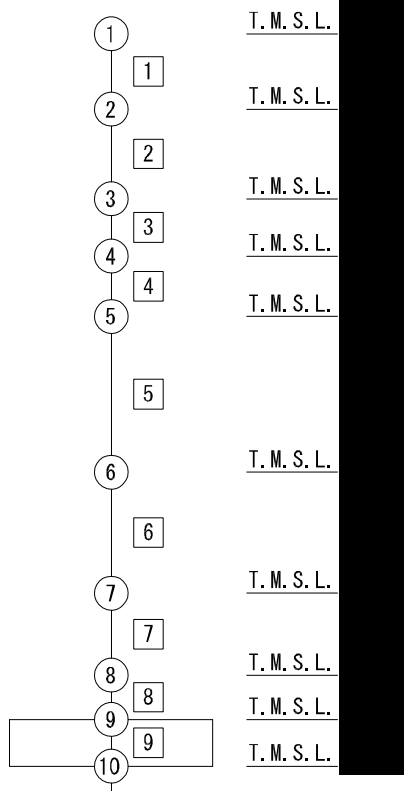 1 T.M.S.L.
1
2 T.M.S.L.
2
3 T.M.S.L.
3
4 T.M.S.L.
4
5 T.M.S.L.
5
6 T.M.S.L.
6
7 T.M.S.L.
7
8 T.M.S.L.
8
9 T.M.S.L.
9
10 T.M.S.L.